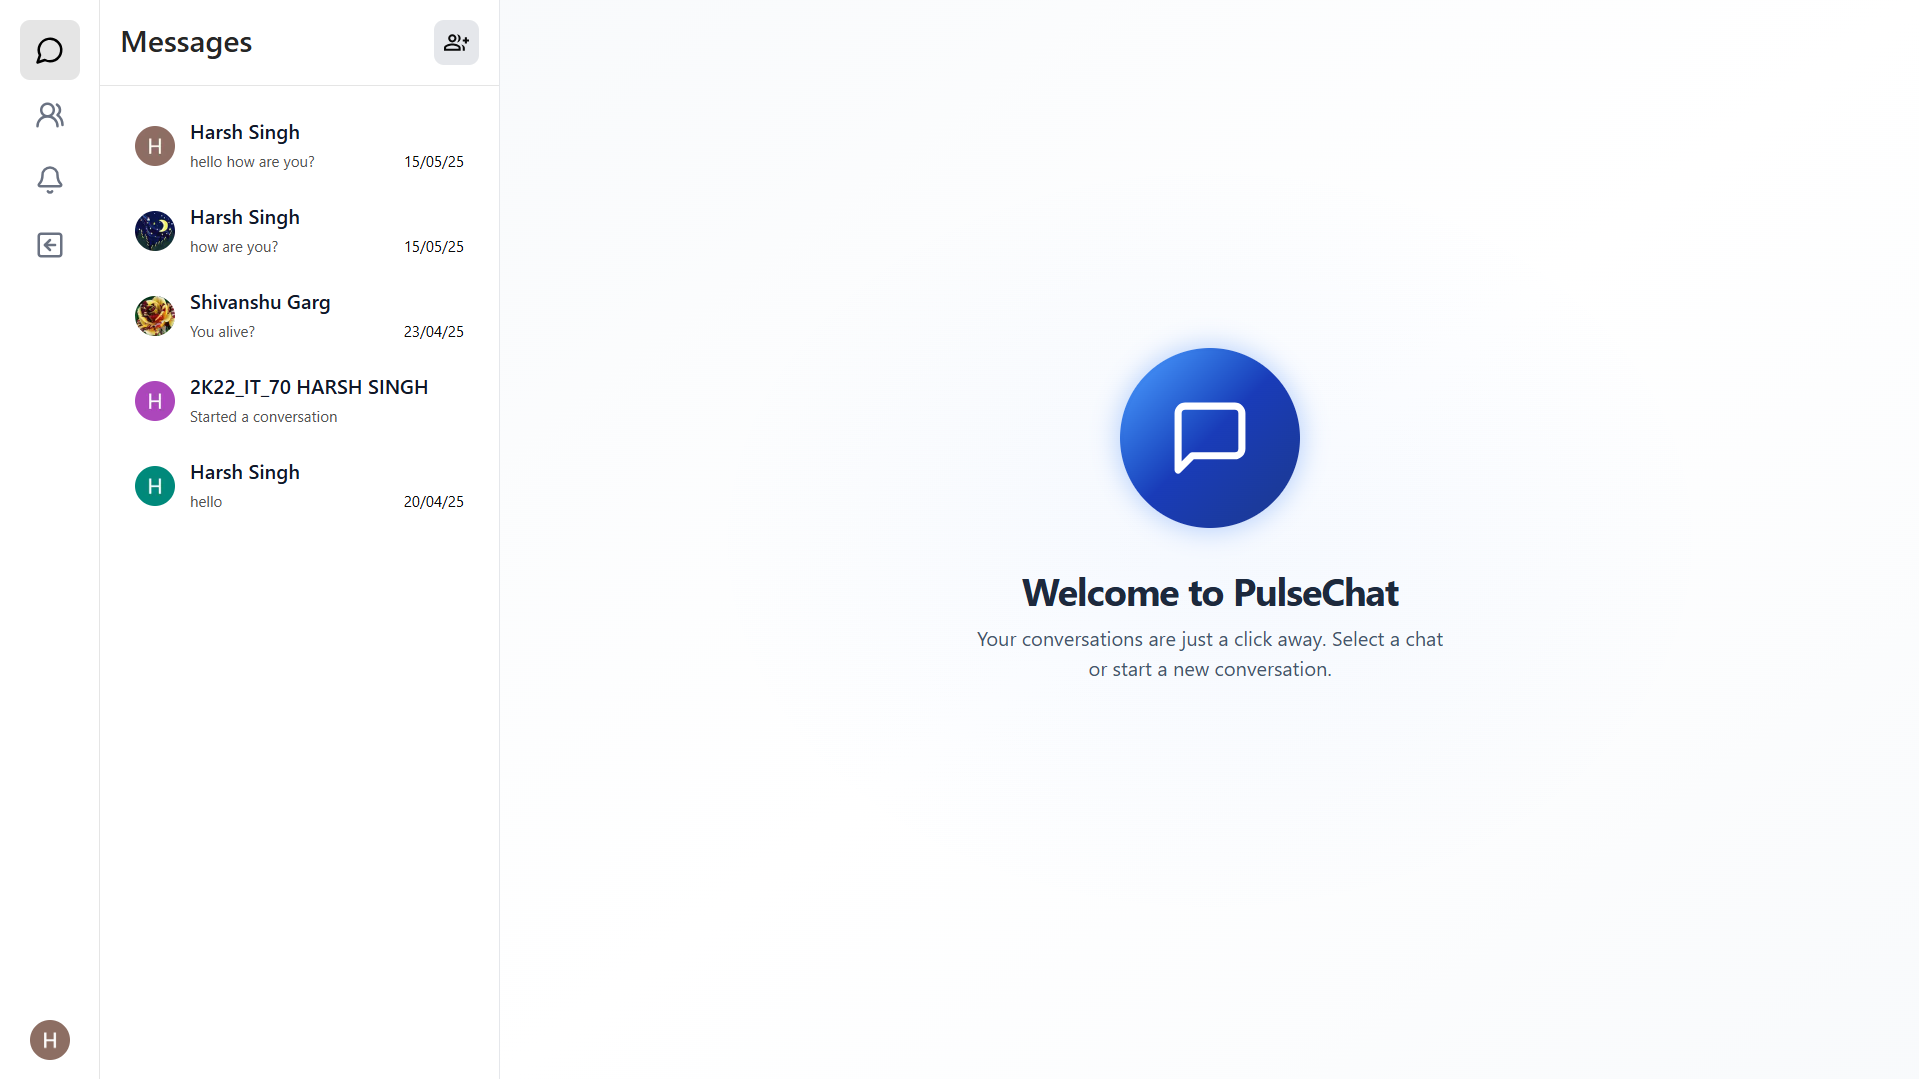 Messages
H
Harsh Singh
hello how are you?
15/05/25
Harsh Singh
how are you?
15/05/25
Shivanshu Garg
You alive?
23/04/25
H
2K22_IT_70 HARSH SINGH
Started a conversation
H
Harsh Singh
hello
20/04/25
Welcome to PulseChat
Your conversations are just a click away. Select a chat
or start a new conversation.
H